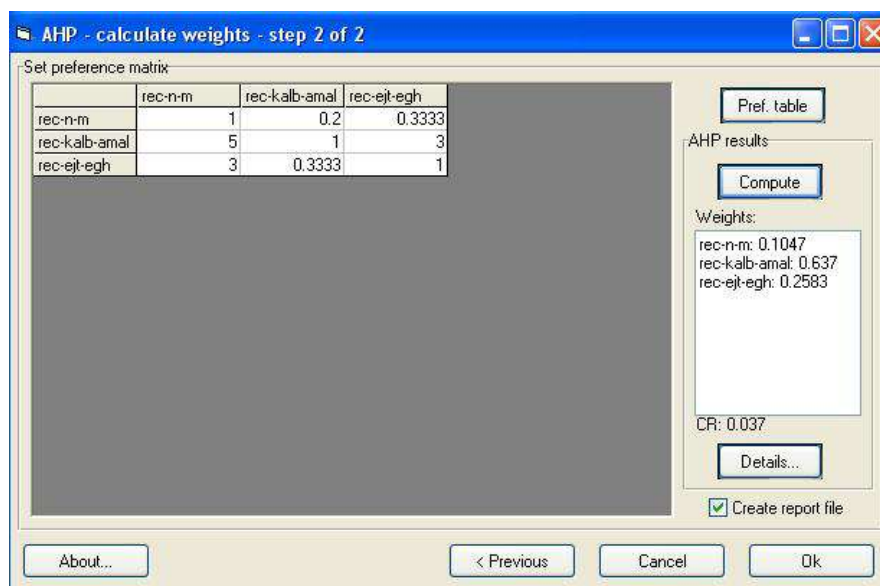 AHP - calculate weights - step 2 of 2
Set preference matrix
rec-n-m rec-kalb-amal rec-ejt-egh
rec-n-m 1 0.2 0.3333
rec-kalb-amal 5 1 3
rec-ejt-egh 3 0.3333 1
Pref. table
AHP results
Compute
Weights:
rec-n-m: 0.1047
rec-kalb-amal: 0.637
rec-ejt-egh: 0.2583
CR: 0.037
Details...
Create report file
About...
< Previous
Cancel
Ok